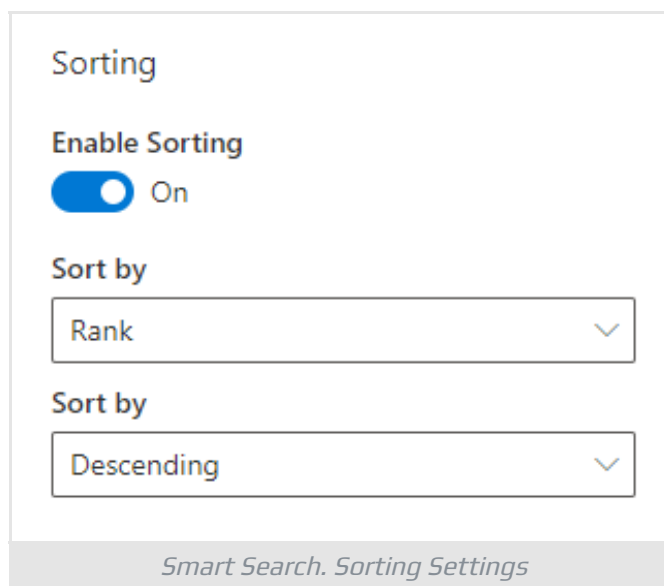 Sorting
Enable Sorting
On
Sort by
Rank
Sort by
Descending
Smart Search. Sorting Settings